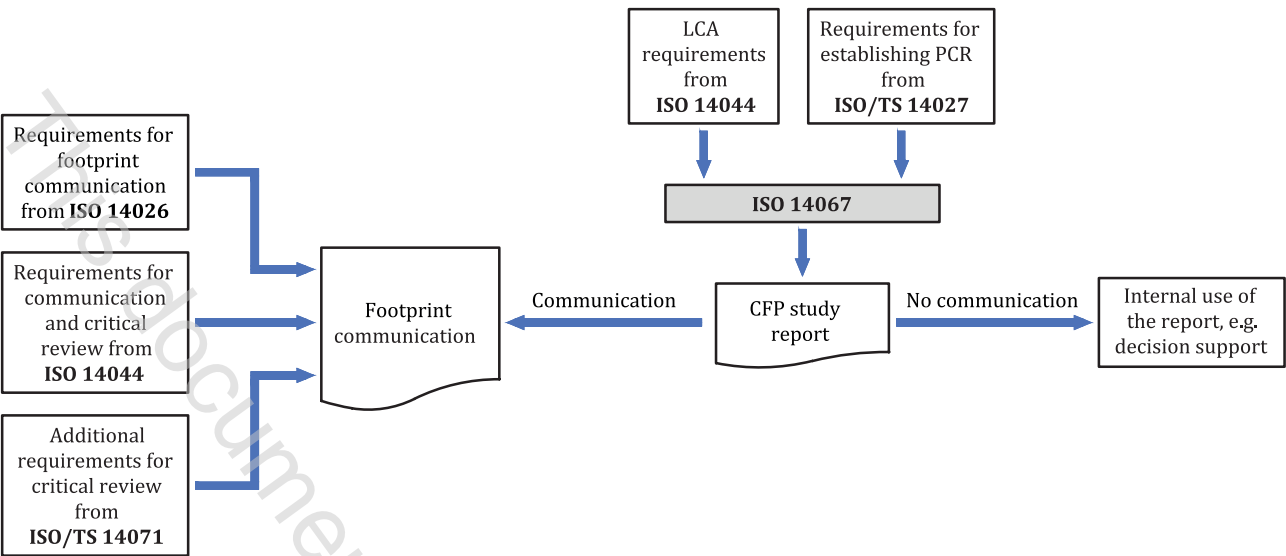 LCA
requirements
from
ISO 14044
Requirements for
establishing PCR
from
ISO/TS 14027
Requirements for
footprint
communication
from ISO 14026
ISO 14067
Requirements for
communication
and critical
review from
ISO 14044
Footprint
communication
Communication
CFP study
report
No communication
Internal use of
the report, e.g.
decision support
Additional
requirements for
critical review
from
ISO/TS 14071
This documen